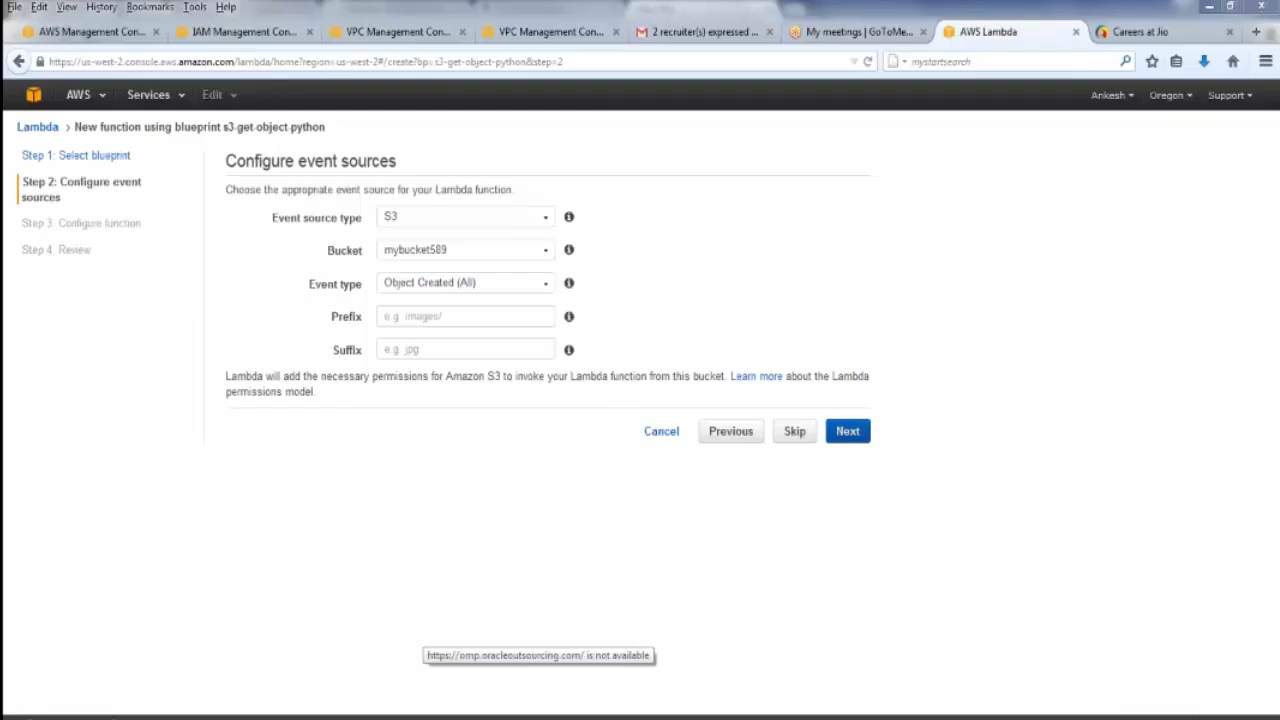 File Edit View History Bookmarks Tools Help
AWS Management Con... × IAM Management Con... × VPC Management Con... × VPC Management Con... × 2 recruiter(s) expressed ... × My meetings | GoToMe... × AWS Lambda × Careers at Jio × +
https://us-west-2.console.aws.amazon.com/lambda/home?region=us-west-2#/create?bp=s3-get-object-python&step=2 mystartsearch
AWS Services Edit Ankesh Oregon Support
Lambda > New function using blueprint s3-get-object-python
Step 1: Select blueprint
Step 2: Configure event
sources
Step 3: Configure function
Step 4: Review
Configure event sources
Choose the appropriate event source for your Lambda function.
Event source type S3
Bucket mybucket589
Event type Object Created (All)
Prefix e.g. images/
Suffix e.g. jpg
Lambda will add the necessary permissions for Amazon S3 to invoke your Lambda function from this bucket. Learn more about the Lambda
permissions model.
Cancel Previous Skip Next
https://omp.oracleoutsourcing.com/ is not available